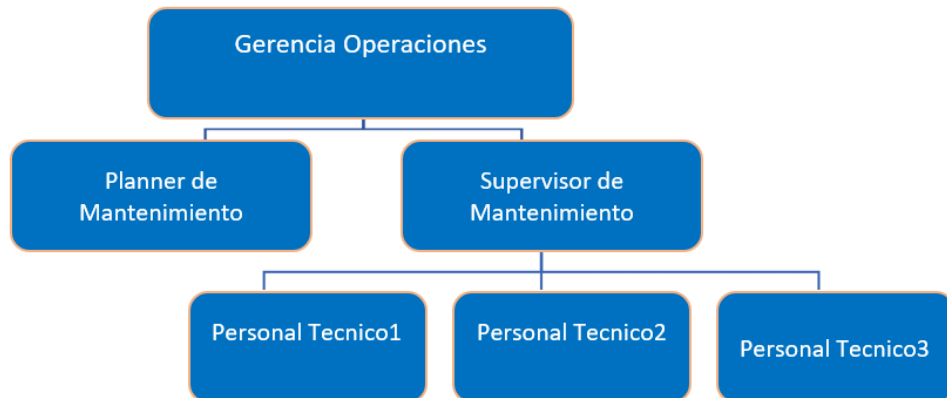 Gerencia Operaciones
Planner de
Mantenimiento
Supervisor de
Mantenimiento
Personal Tecnico1
Personal Tecnico2
Personal Tecnico3